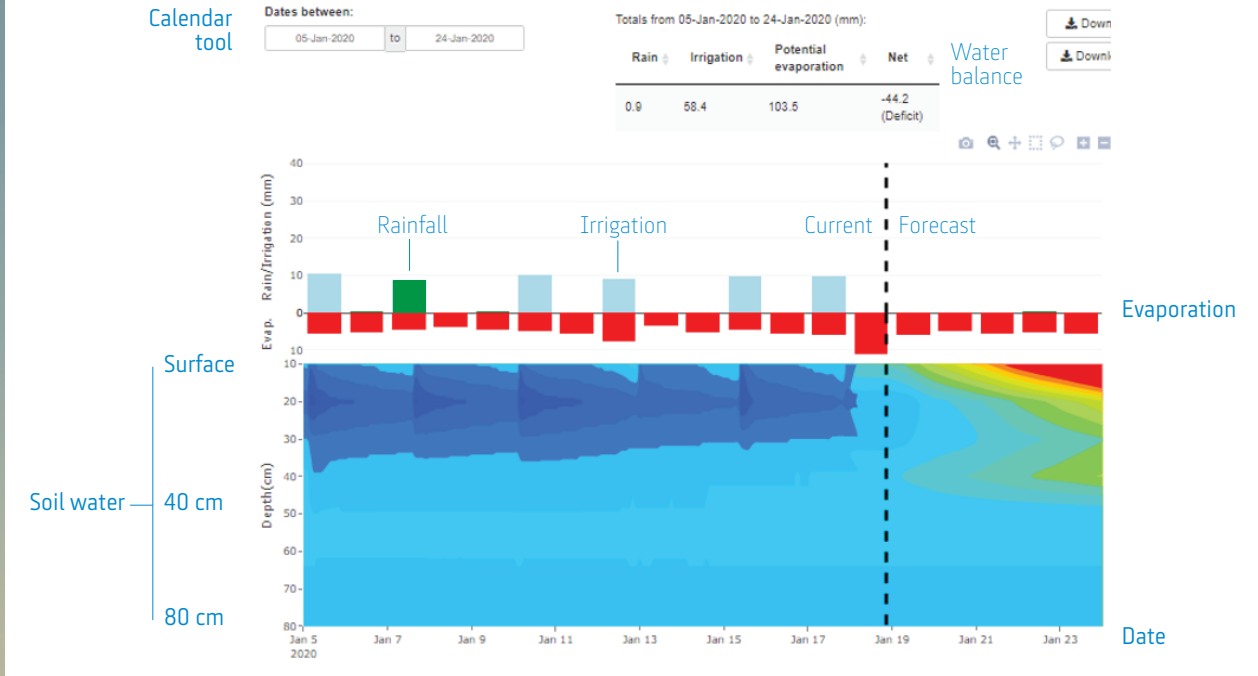 Calendar
tool
Dates between:
05-Jan-2020 to 24-Jan-2020
Totals from 05-Jan-2020 to 24-Jan-2020 (mm):
Rain Irrigation Potential evaporation Net
0.9 58.4 103.5 -44.2 (Deficit)
Water
balance
Down
Downl
40
30
20
10
0
10
Rain/Irrigation (mm)
Evap.
Rainfall
Irrigation
Current
Forecast
Evaporation
Surface
Soil water
40 cm
80 cm
Depth(cm)
10
20
30
40
50
60
70
80
Jan 5 Jan 7 Jan 9 Jan 11 Jan 13 Jan 15 Jan 17 Jan 19 Jan 21 Jan 23
2020
Date